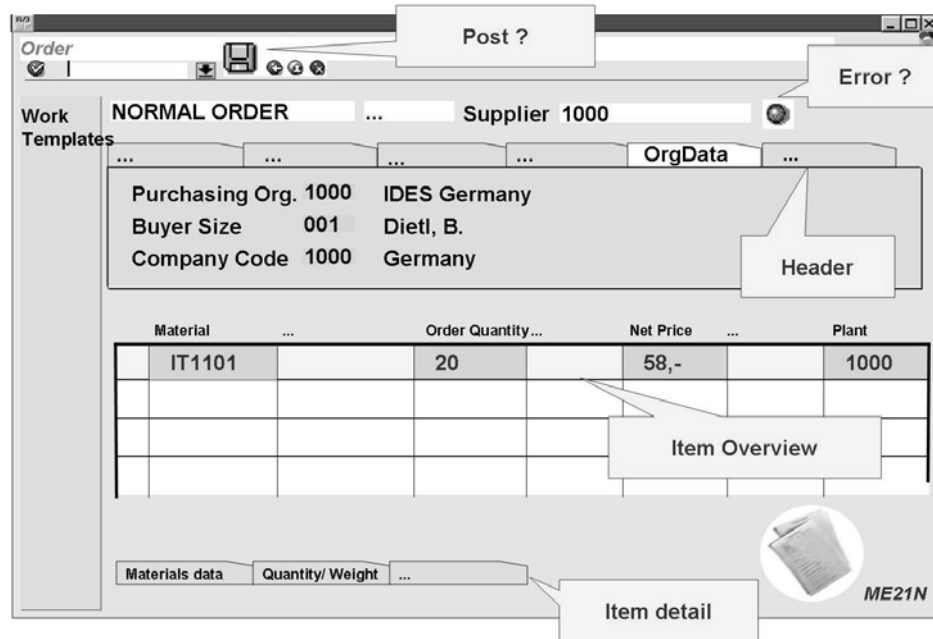 R/3
Post ?
Order
Error ?
Work
Templates
NORMAL ORDER ... Supplier 1000
... ... ... ... OrgData ...
Purchasing Org. 1000 IDES Germany
Buyer Size 001 Dietl, B.
Company Code 1000 Germany
Header
Material ... Order Quantity... Net Price ... Plant
IT1101 20 58,- 1000
Item Overview
Materials data Quantity/ Weight ...
ME21N
Item detail